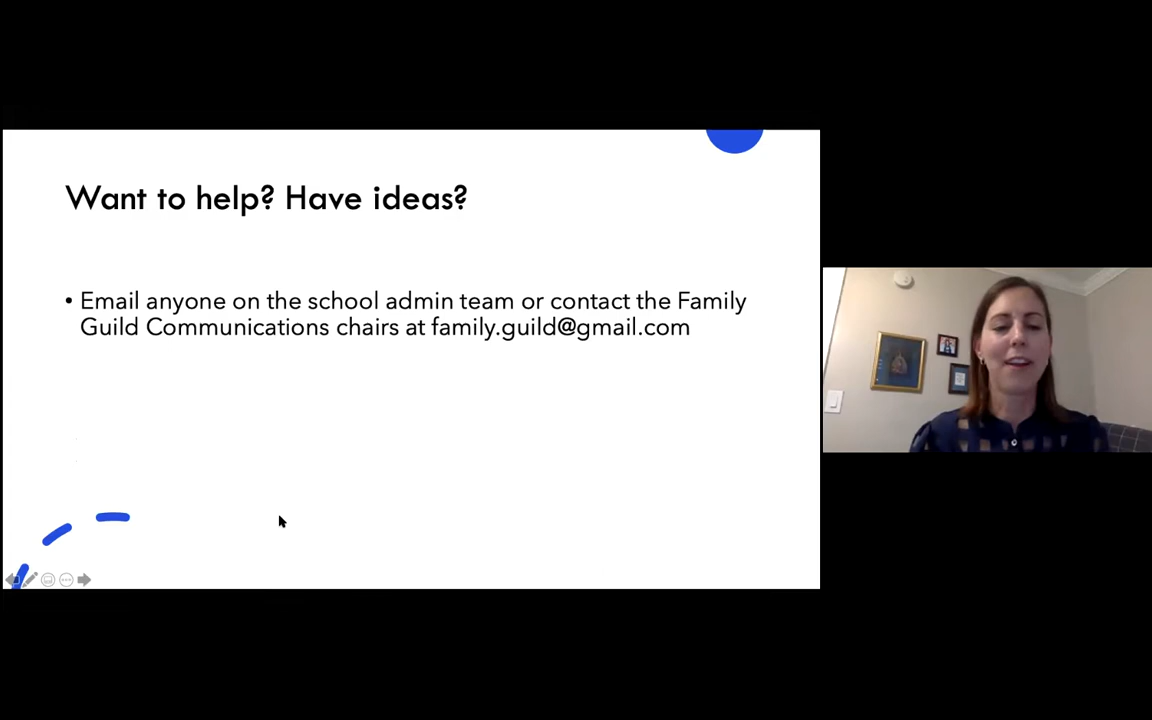 Want to help? Have ideas?
• Email anyone on the school admin team or contact the Family
Guild Communications chairs at family.guild@gmail.com